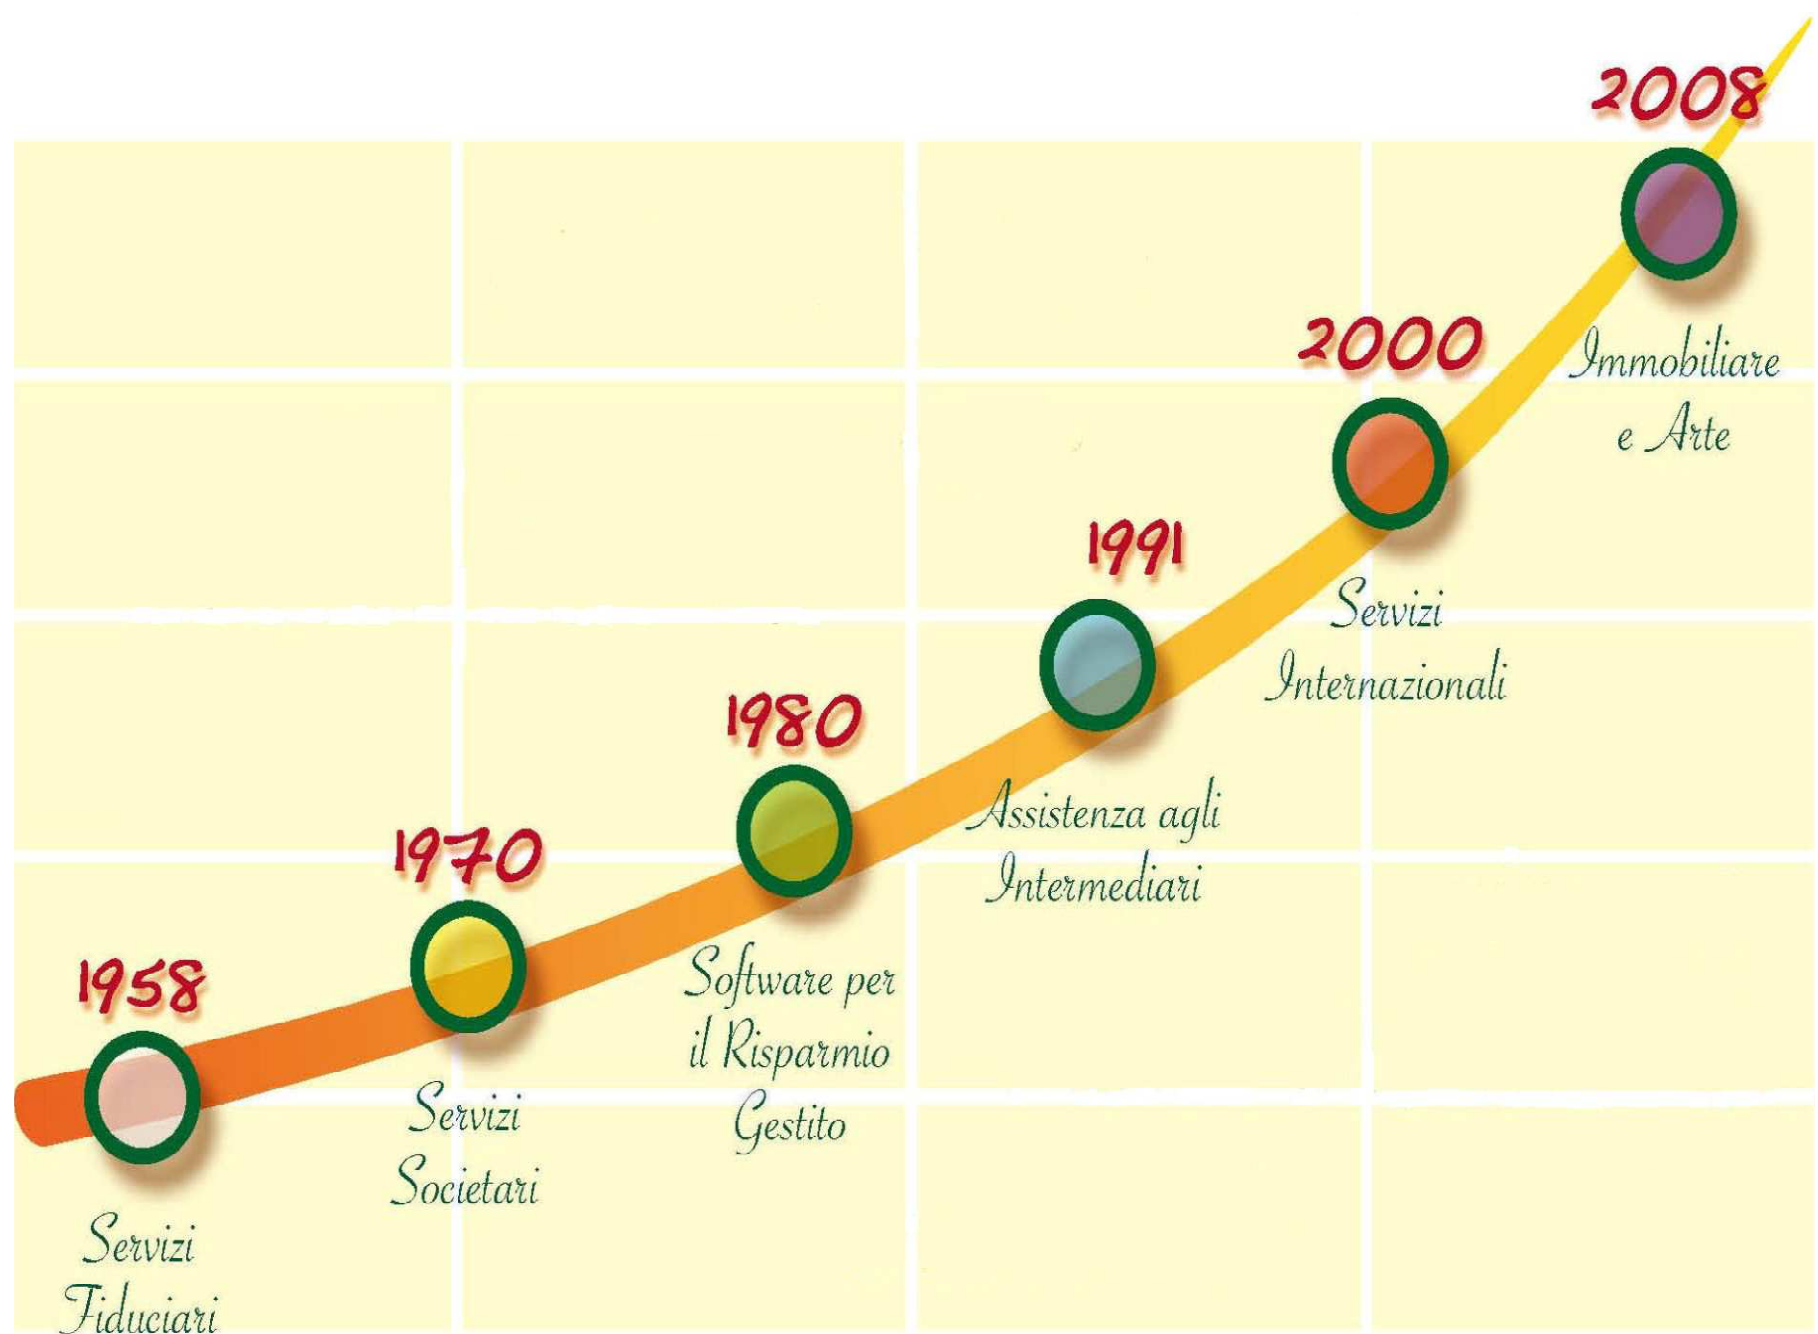 1958
Servizi
Fiduciari
1970
Servizi
Societari
1980
Software per
il Risparmio
Gestito
1991
Assistenza agli
Intermediari
2000
Servizi
Internazionali
2008
Immobiliare
e Arte